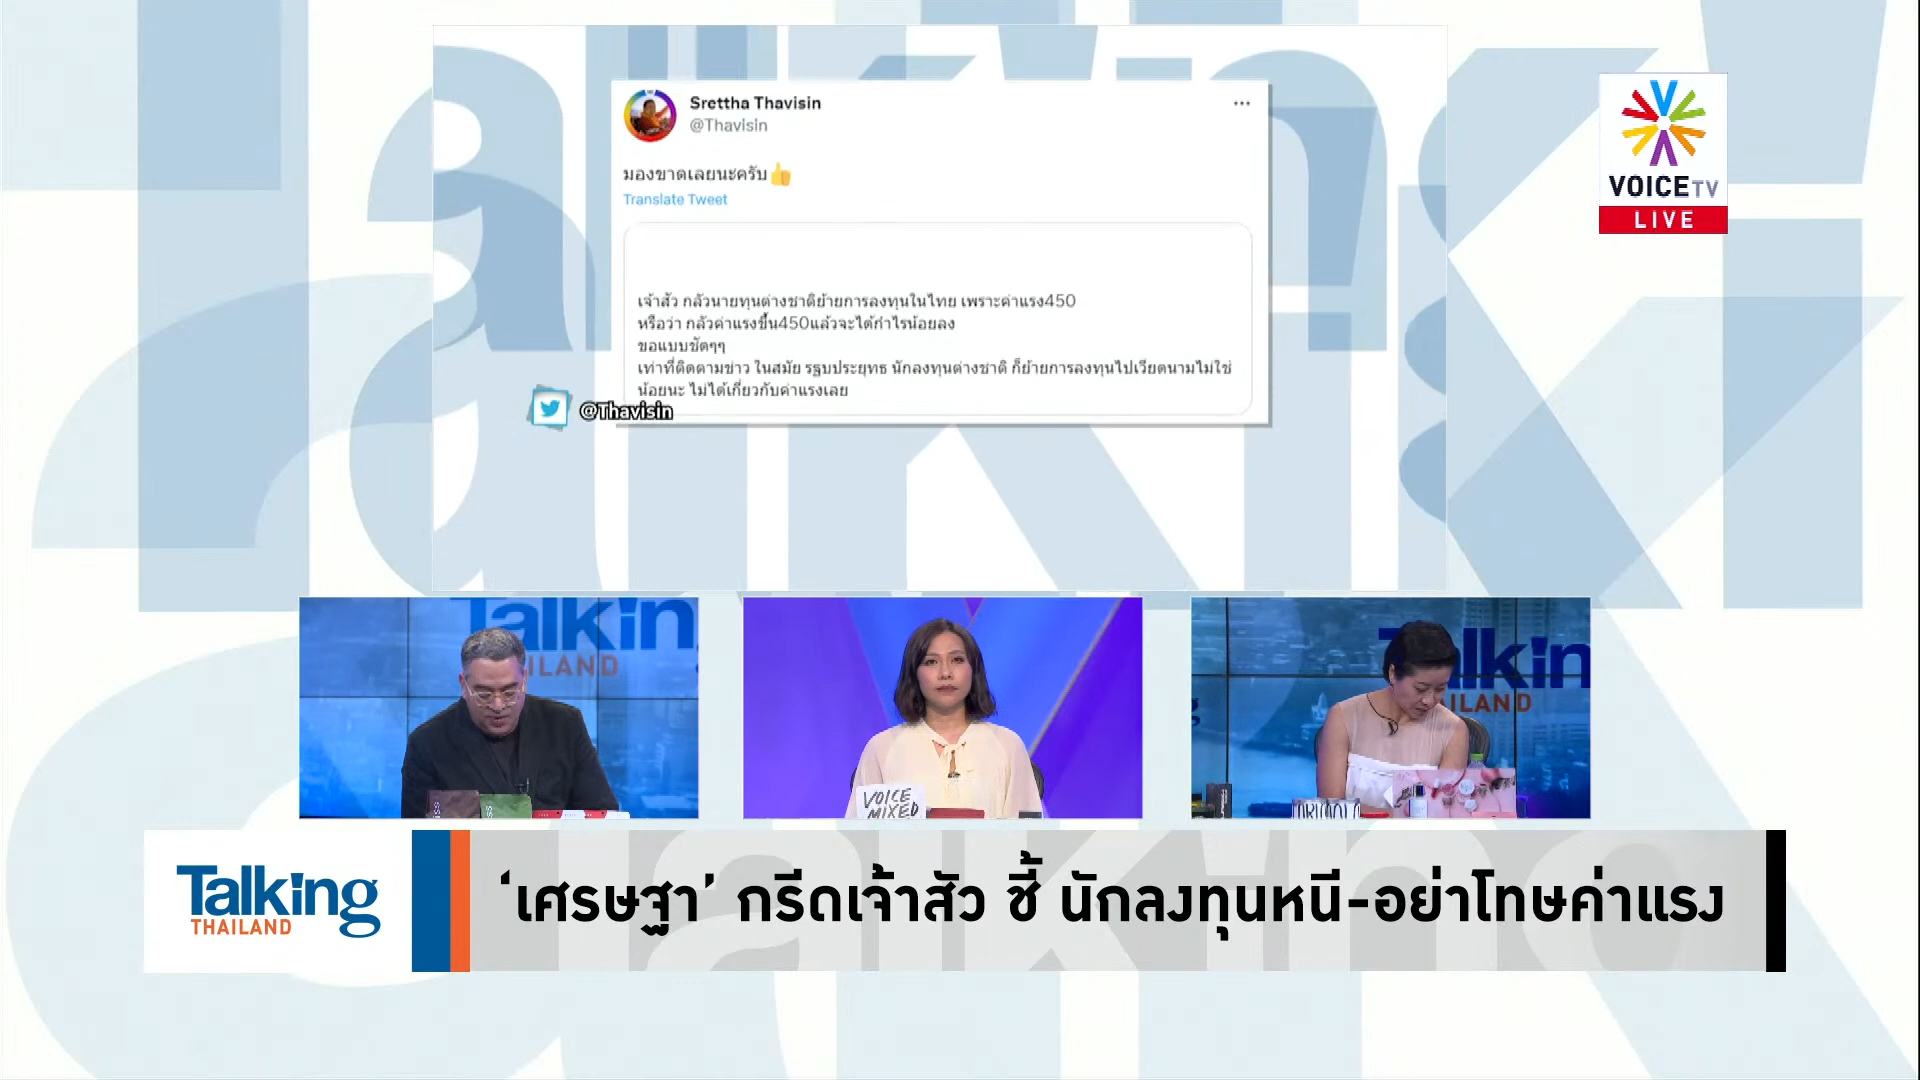 Srettha Thavisin
@Thavisin
มองขาดเลยนะครับ👍
Translate Tweet
เจ้าสัว กลัวนายทุนต่างชาติย้ายการลงทุนในไทย เพราะค่าแรง450
หรือว่า กลัวค่าแรงขึ้น450แล้วจะได้กำไรน้อยลง
ขอแบบชัดๆๆ
เท่าที่ติดตามข่าว ในสมัย รฐบประยุทธ นักลงทุนต่างชาติ ก็ย้ายการลงทุนไปเวียดนามไม่ใช่
น้อยนะ ไม่ได้เกี่ยวกับค่าแรงเลย
@Thavisin
VOICE TV
LIVE
Talking
THAILAND
VOICE
MIXED
Talking
THAILAND
‘เศรษฐา’ กรีดเจ้าสัว ชี้ นักลงทุนหนี-อย่าโทษค่าแรง